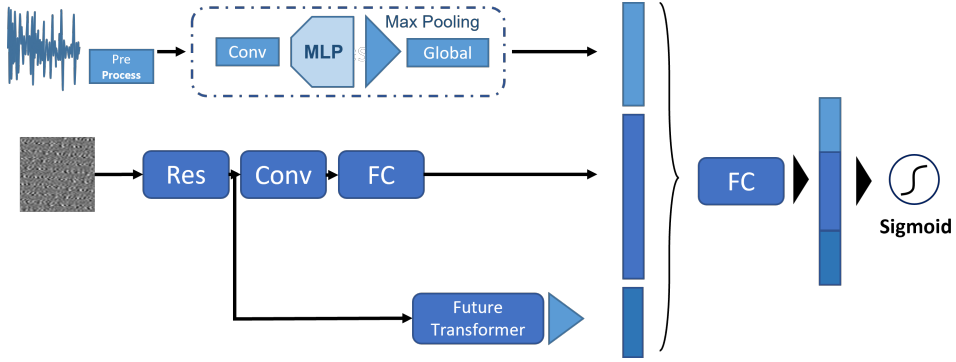 Max Pooling
Pre
Process
Conv
MLP
Global
Res
Conv
FC
FC
Sigmoid
Future
Transformer